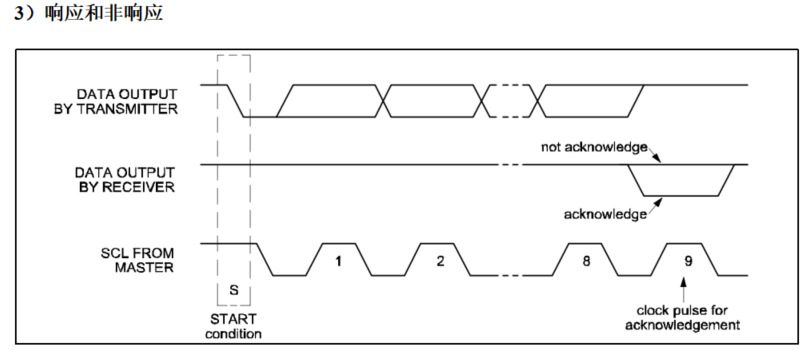 3）响应和非响应
DATA OUTPUT
BY TRANSMITTER
not acknowledge
DATA OUTPUT
BY RECEIVER
acknowledge
SCL FROM
MASTER
1
2
8
9
S
START
condition
clock pulse for
acknowledgement